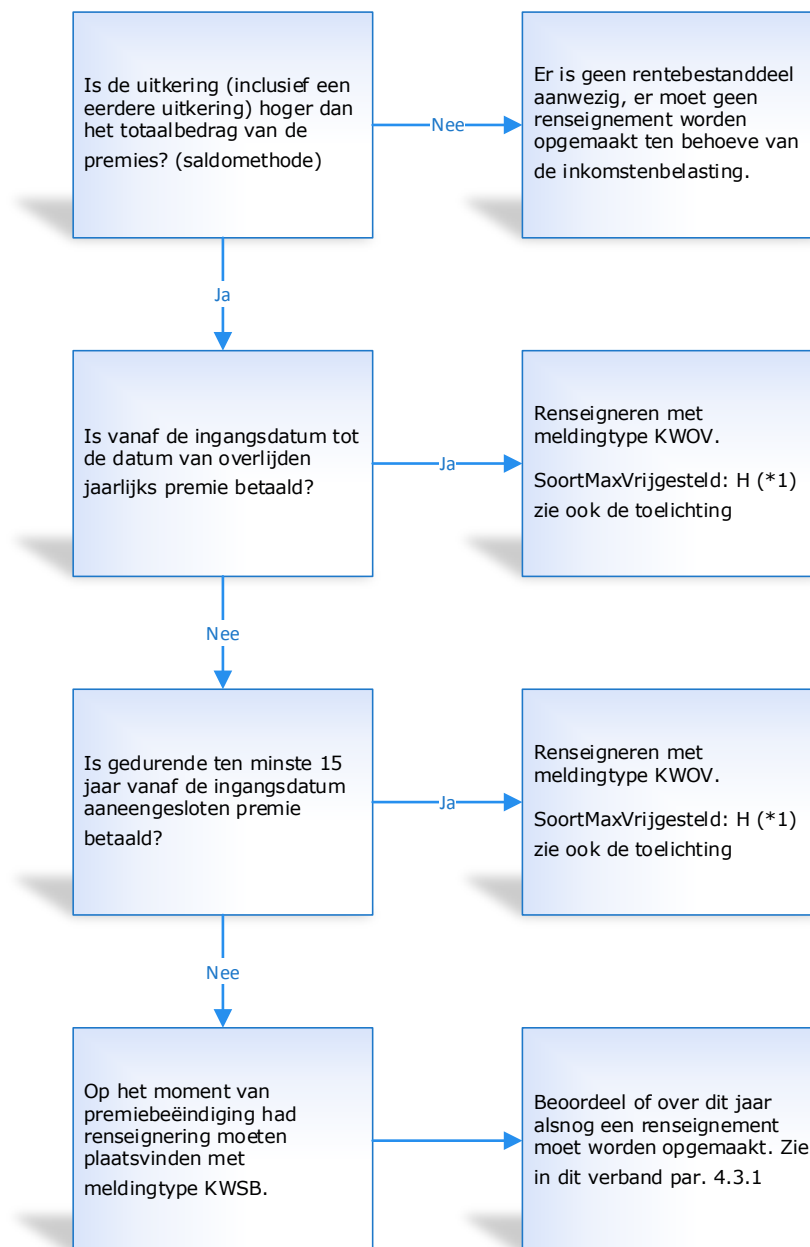 Is de uitkering (inclusief een
eerdere uitkering) hoger dan
het totaalbedrag van de
premies? (saldomethode)
Nee
Er is geen rentebestanddeel
aanwezig, er moet geen
renseignement worden
opgemaakt ten behoeve van
de inkomstenbelasting.
Ja
Is vanaf de ingangsdatum tot
de datum van overlijden
jaarlijks premie betaald?
Ja
Renseigneren met
meldingtype KWOV.
SoortMaxVrijgesteld: H (*1)
zie ook de toelichting
Nee
Is gedurende ten minste 15
jaar vanaf de ingangsdatum
aaneengesloten premie
betaald?
Ja
Renseigneren met
meldingtype KWOV.
SoortMaxVrijgesteld: H (*1)
zie ook de toelichting
Nee
Op het moment van
premiebeëindiging had
renseignering moeten
plaatsvinden met
meldingtype KWSB.
Beoordeel of over dit jaar
alsnog een renseignement
moet worden opgemaakt. Zie
in dit verband par. 4.3.1